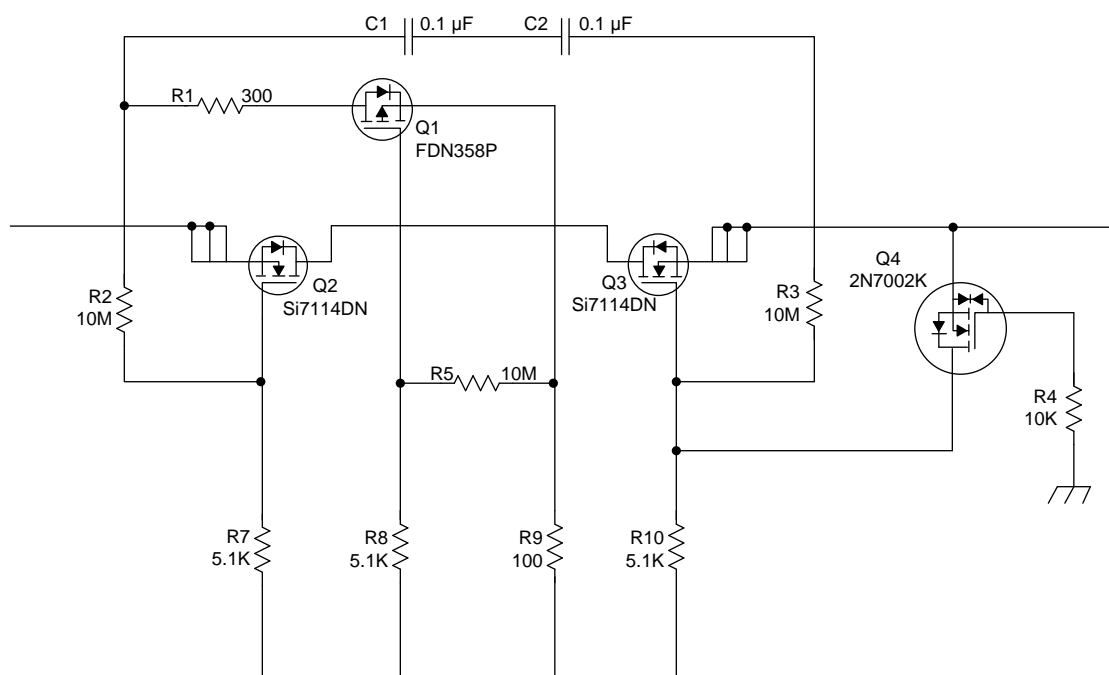 C1 0.1 µF C2 0.1 µF
R1 300
Q1
FDN358P
Q2
Si7114DN
Q3
Si7114DN
Q4
2N7002K
R2
10M
R3
10M
R5 10M
R4
10K
R7
5.1K
R8
5.1K
R9
100
R10
5.1K